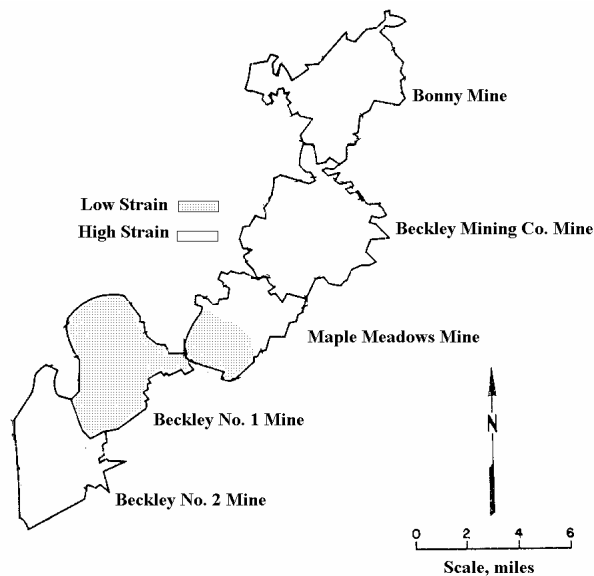 Bonny Mine
Low Strain
High Strain
Beckley Mining Co. Mine
Maple Meadows Mine
Beckley No. 1 Mine
N
Beckley No. 2 Mine
0 2 4 6
Scale, miles